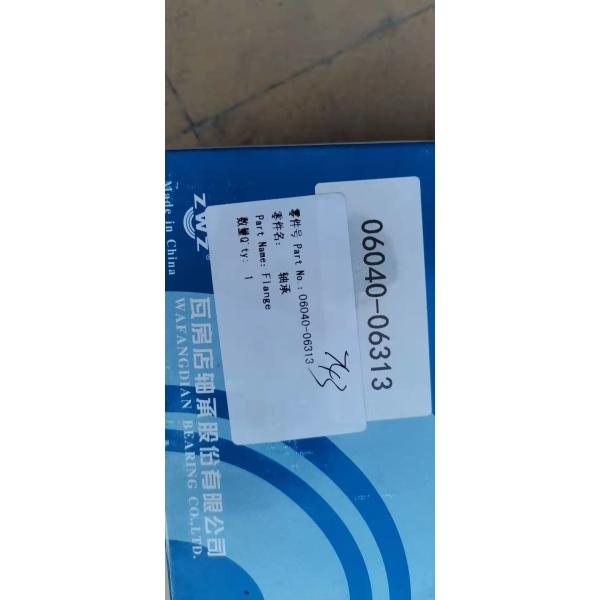 06040-06313
零件号 Part No.: 06040-06313
零件名: 轴承
Part Name: Flange
数量Q'ty: 1
ZWZ®
Made in China
瓦房店轴承股份有限公司
WAFANGDIAN BEARING CO.,LTD.